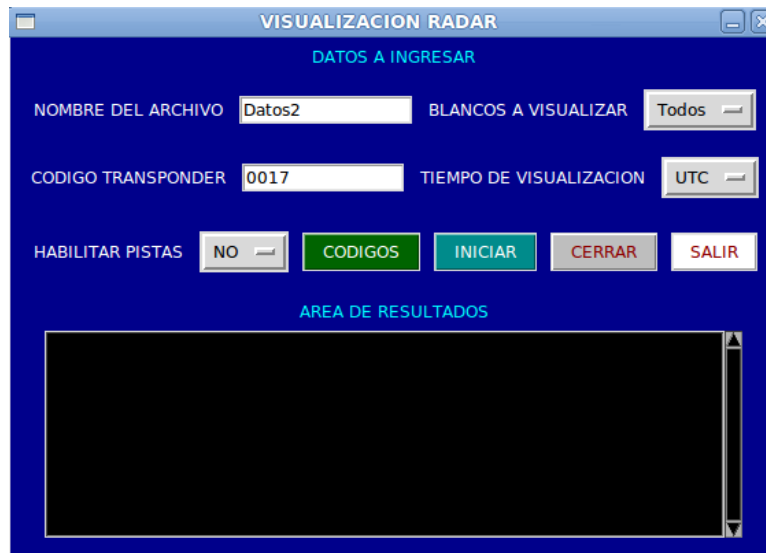 VISUALIZACION RADAR
DATOS A INGRESAR
NOMBRE DEL ARCHIVO Datos2 BLANCOS A VISUALIZAR Todos
CODIGO TRANSPONDER 0017 TIEMPO DE VISUALIZACION UTC
HABILITAR PISTAS NO CODIGOS INICIAR CERRAR SALIR
AREA DE RESULTADOS